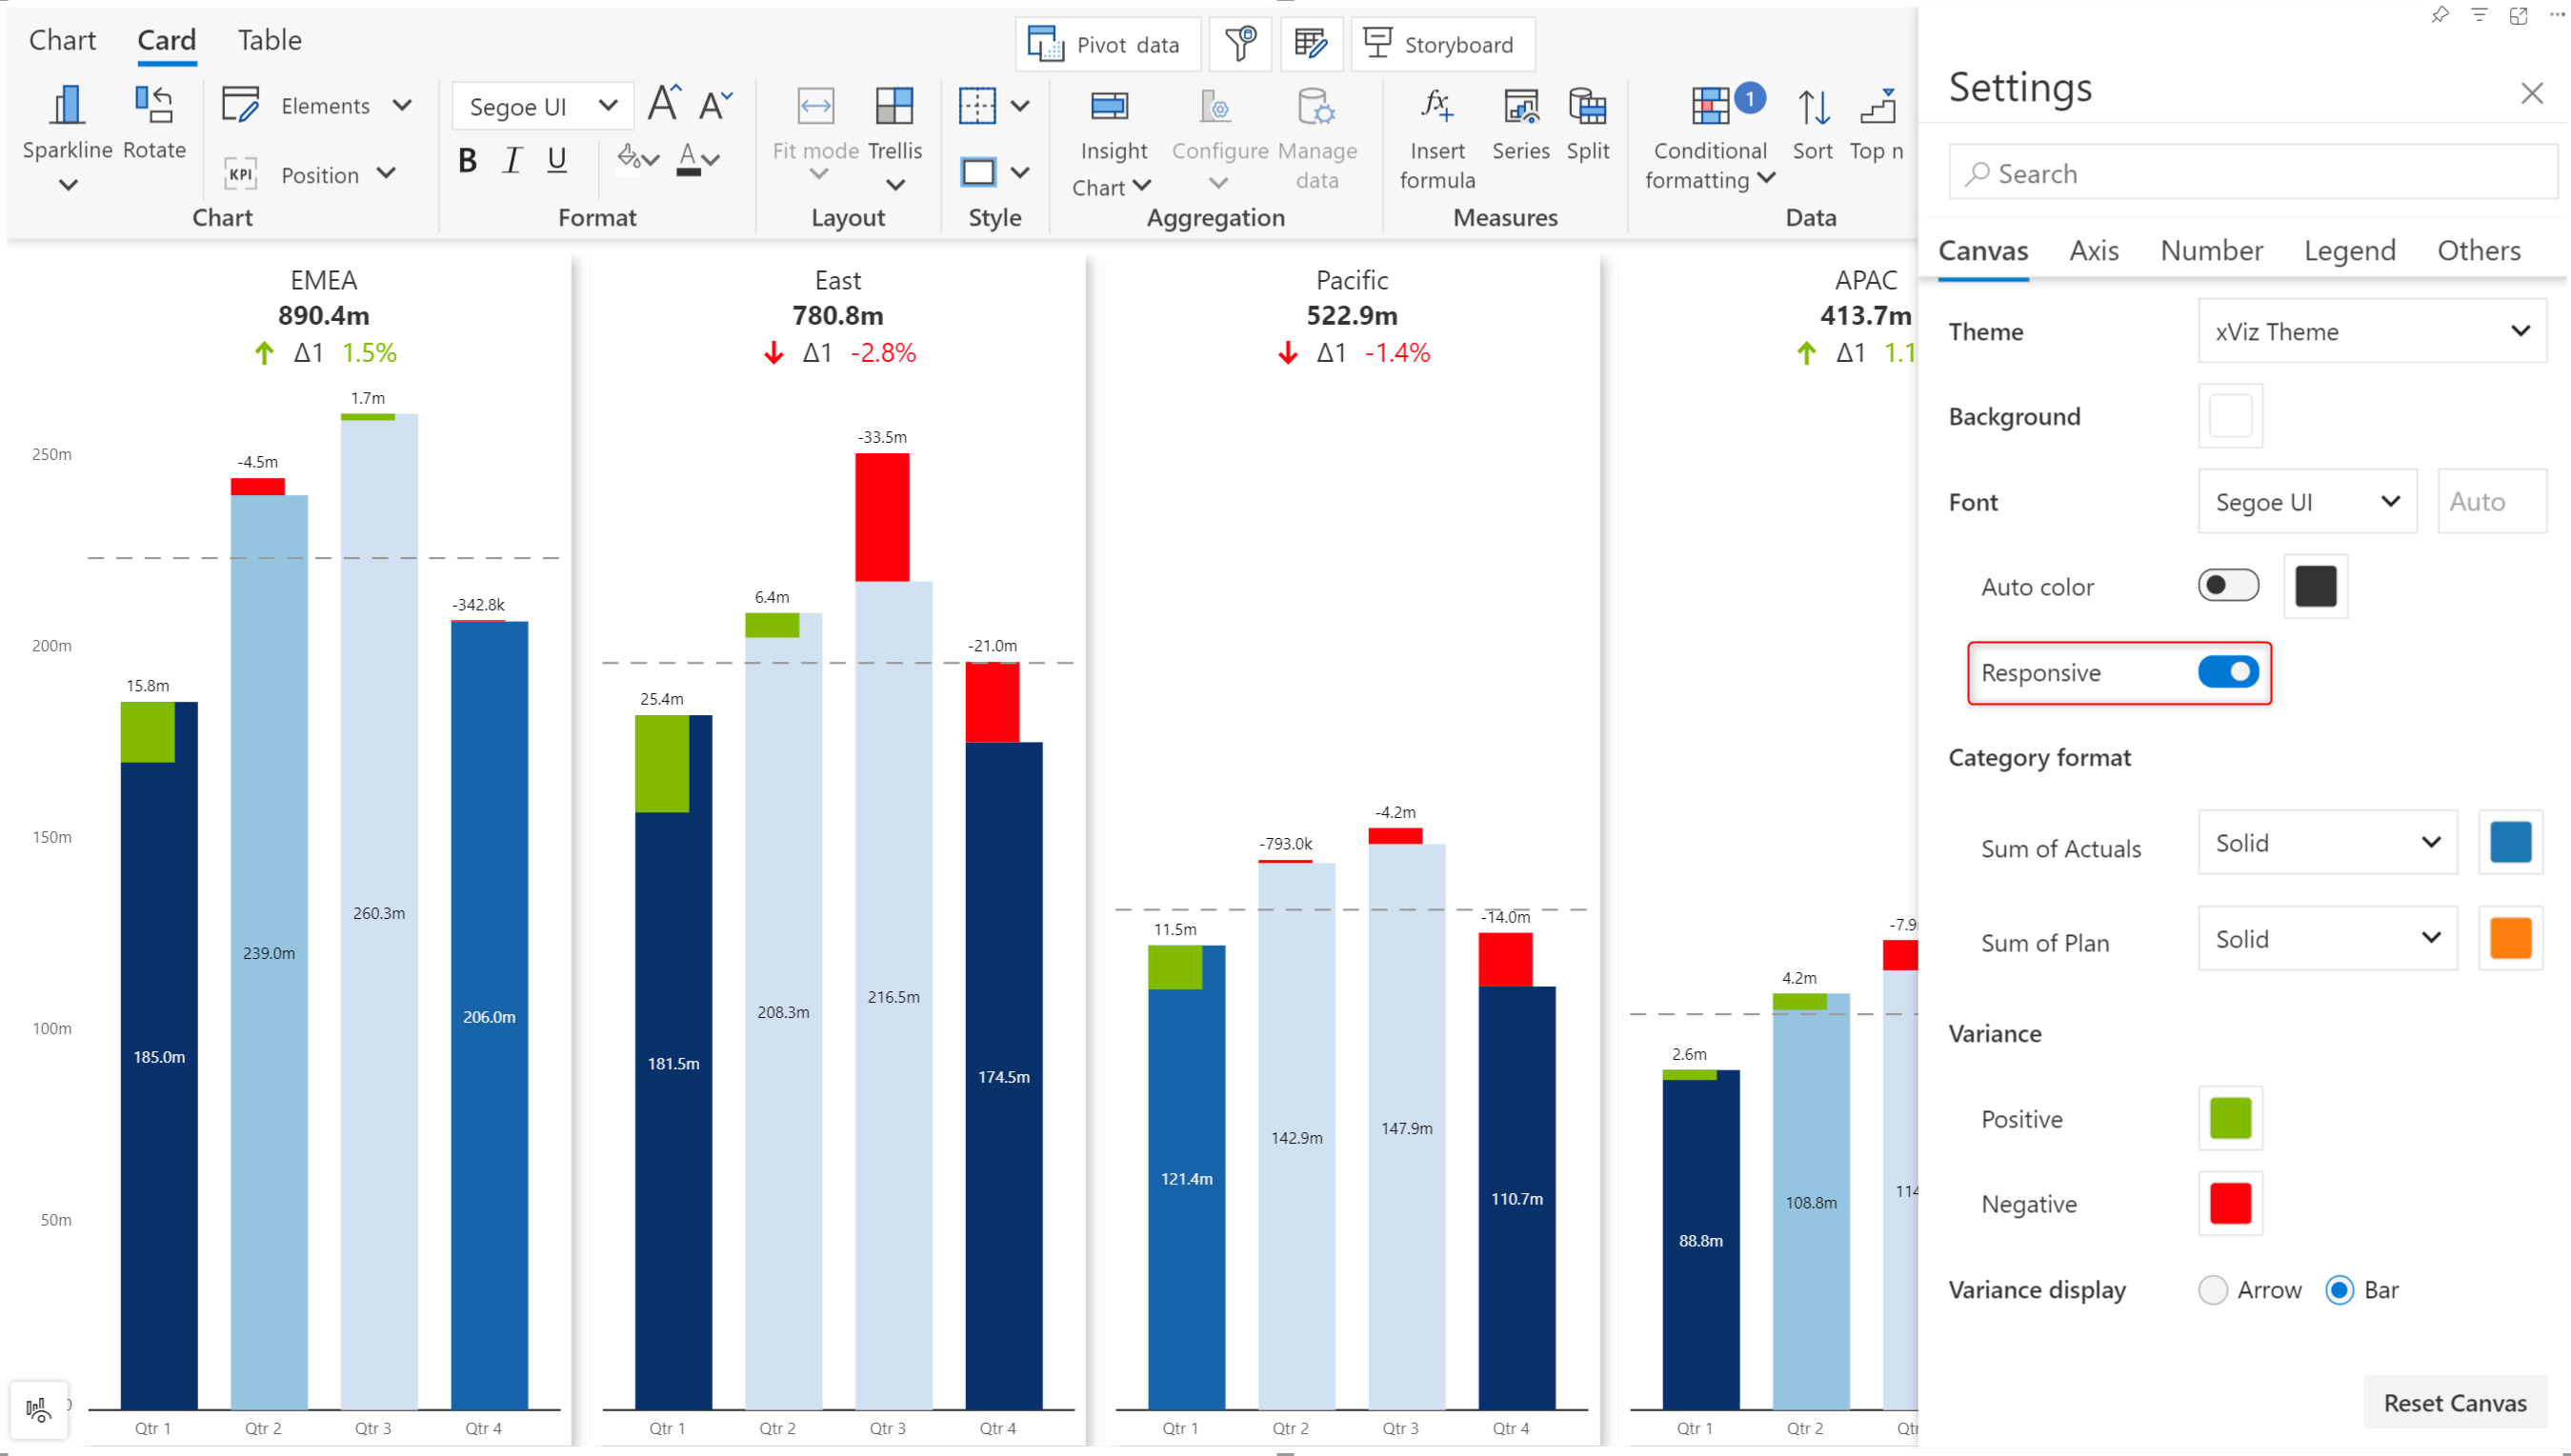 Chart Card Table
Pivot data Storyboard
Sparkline Rotate Elements Position
KPI
Chart
Segoe UI A A
B I U A
Format
Fit mode Trellis
Layout
Style
Insight Chart Configure Manage data
Aggregation
fx Insert formula Series Split
Measures
Conditional formatting 1 Sort Top n
Data
EMEA
890.4m
Δ1 1.5%
250m
200m
150m
100m
50m
0
15.8m
-4.5m
1.7m
-342.8k
185.0m
239.0m
260.3m
206.0m
Qtr 1 Qtr 2 Qtr 3 Qtr 4
East
780.8m
Δ1 -2.8%
25.4m
6.4m
-33.5m
-21.0m
181.5m
208.3m
216.5m
174.5m
Qtr 1 Qtr 2 Qtr 3 Qtr 4
Pacific
522.9m
Δ1 -1.4%
11.5m
-793.0k
-4.2m
-14.0m
121.4m
142.9m
147.9m
110.7m
Qtr 1 Qtr 2 Qtr 3 Qtr 4
APAC
413.7m
Δ1 1.1
2.6m
4.2m
-7.9
88.8m
108.8m
114
Qtr 1 Qtr 2
Settings
Search
Canvas Axis Number Legend Others
Theme xViz Theme
Background
Font Segoe UI Auto
Auto color
Responsive
Category format
Sum of Actuals Solid
Sum of Plan Solid
Variance
Positive
Negative
Variance display Arrow Bar
Reset Canvas